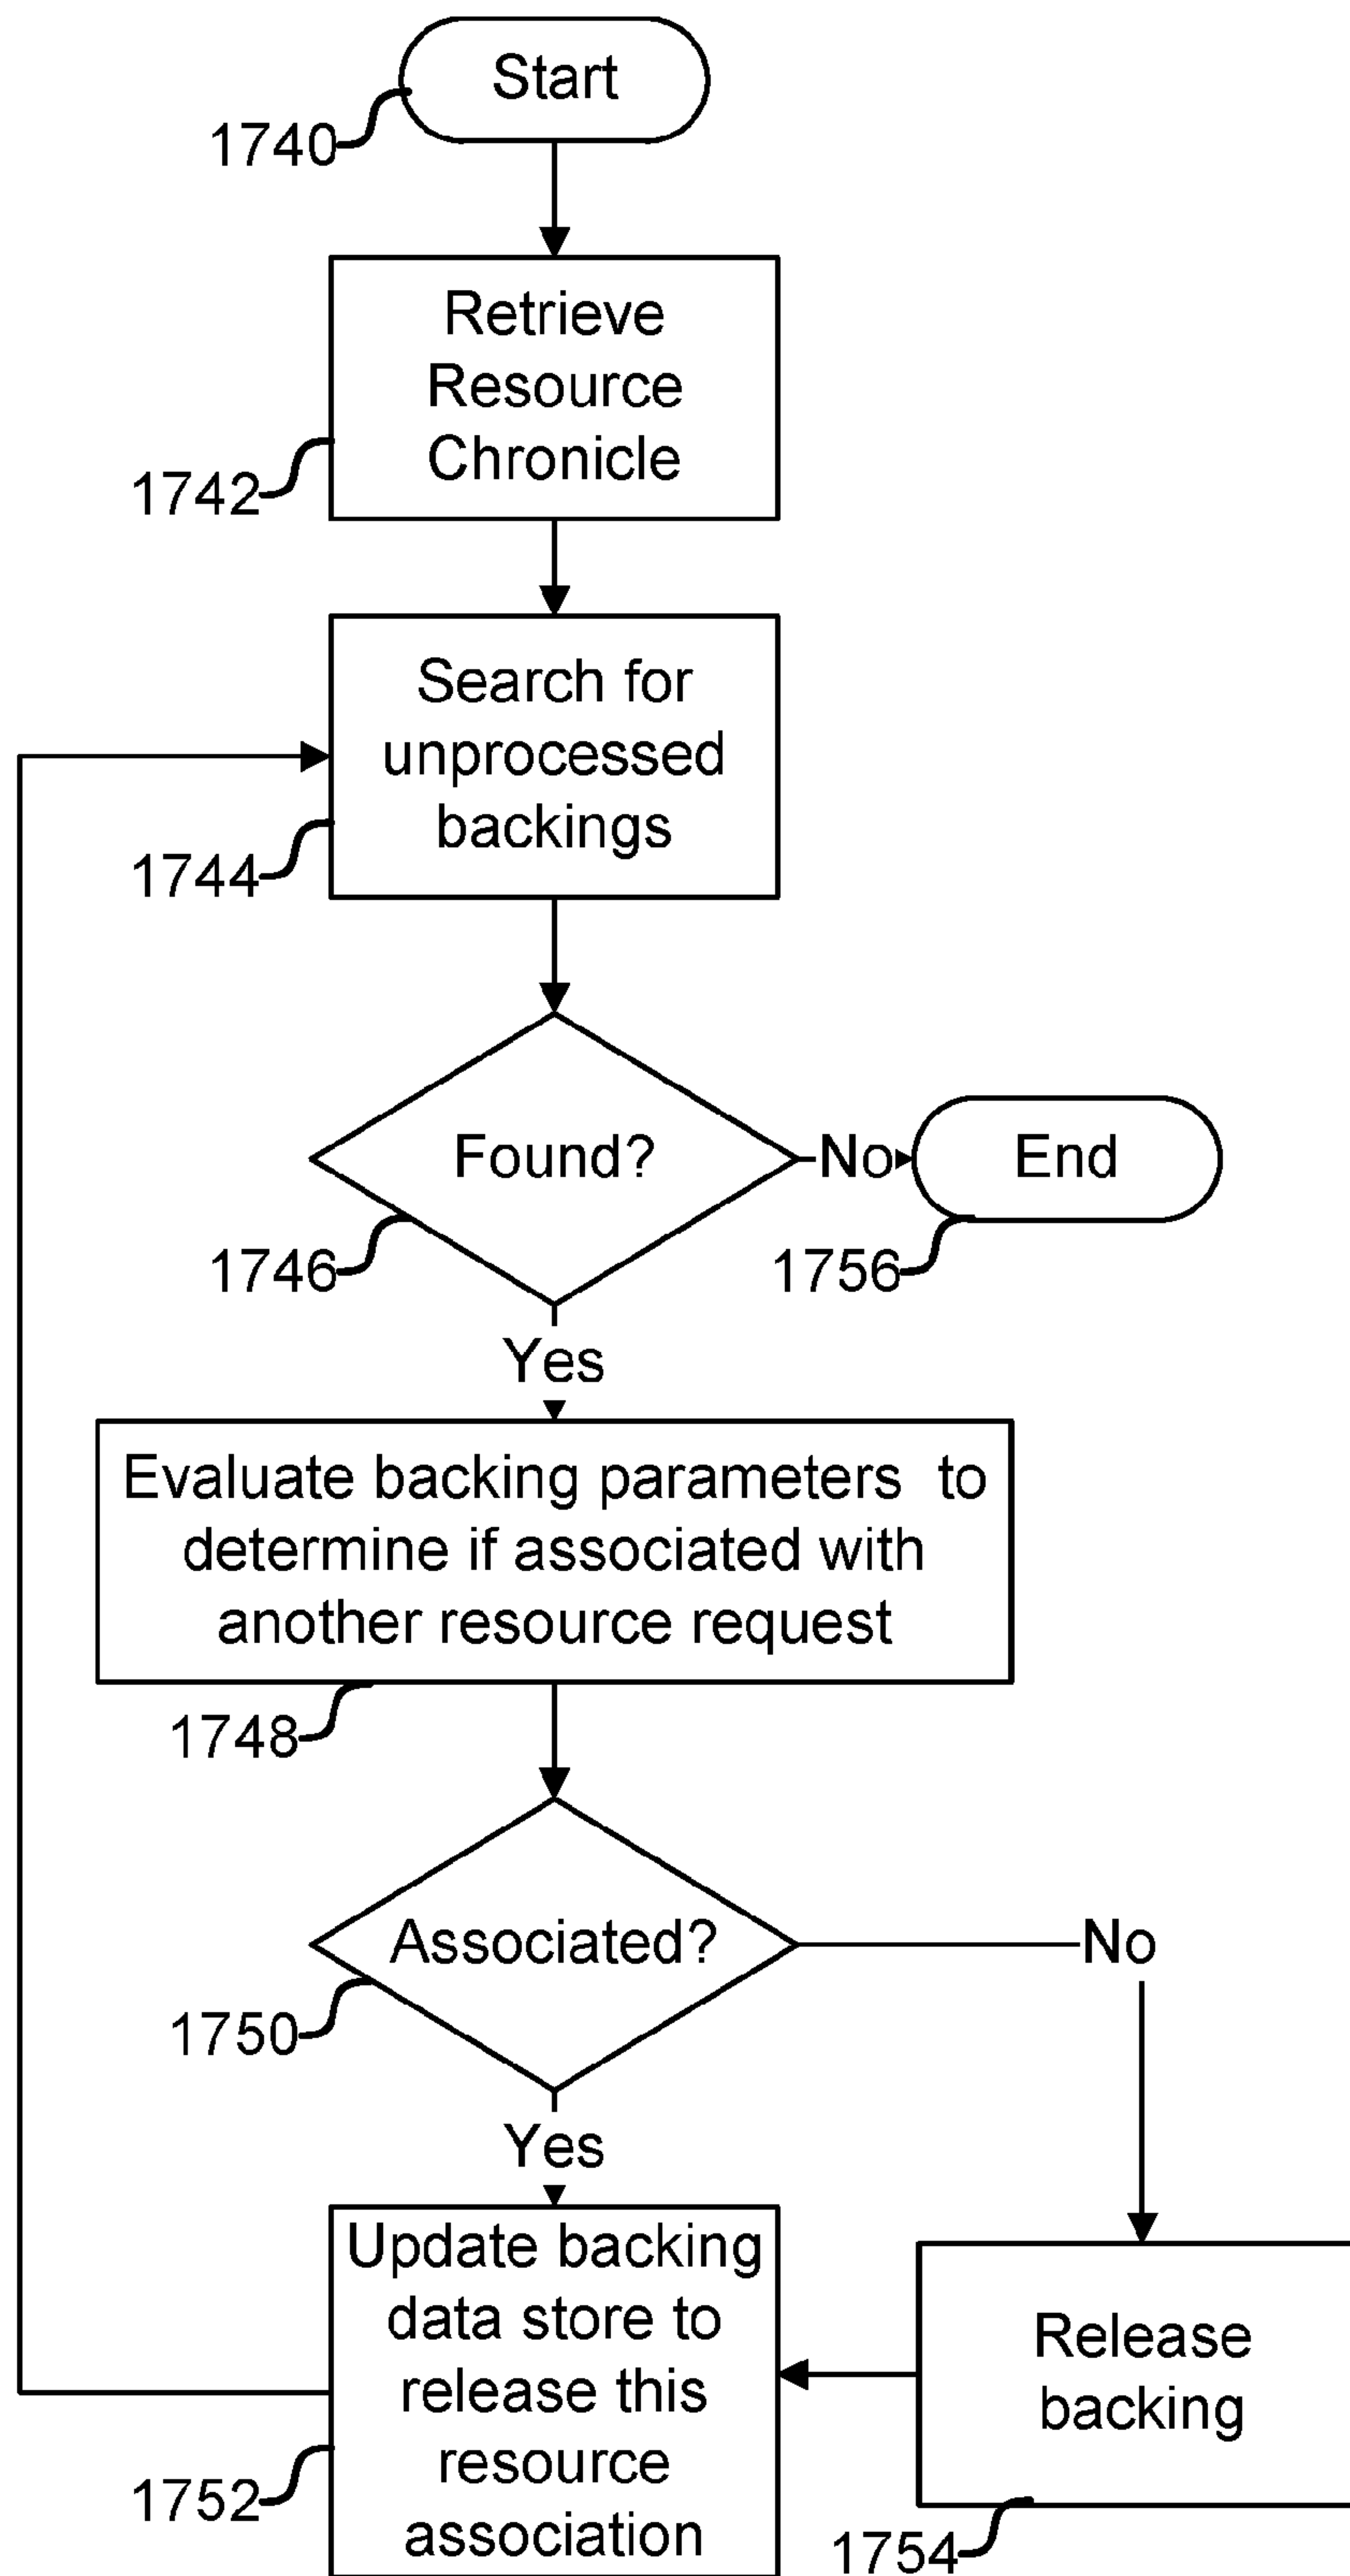 Start
1740
Retrieve
Resource
Chronicle
1742
Search for
unprocessed
backings
1744
Found?
No
End
1746
1756
Yes
Evaluate backing parameters to
determine if associated with
another resource request
1748
Associated?
No
1750
Yes
Update backing
data store to
release this
resource
association
1752
Release
backing
1754